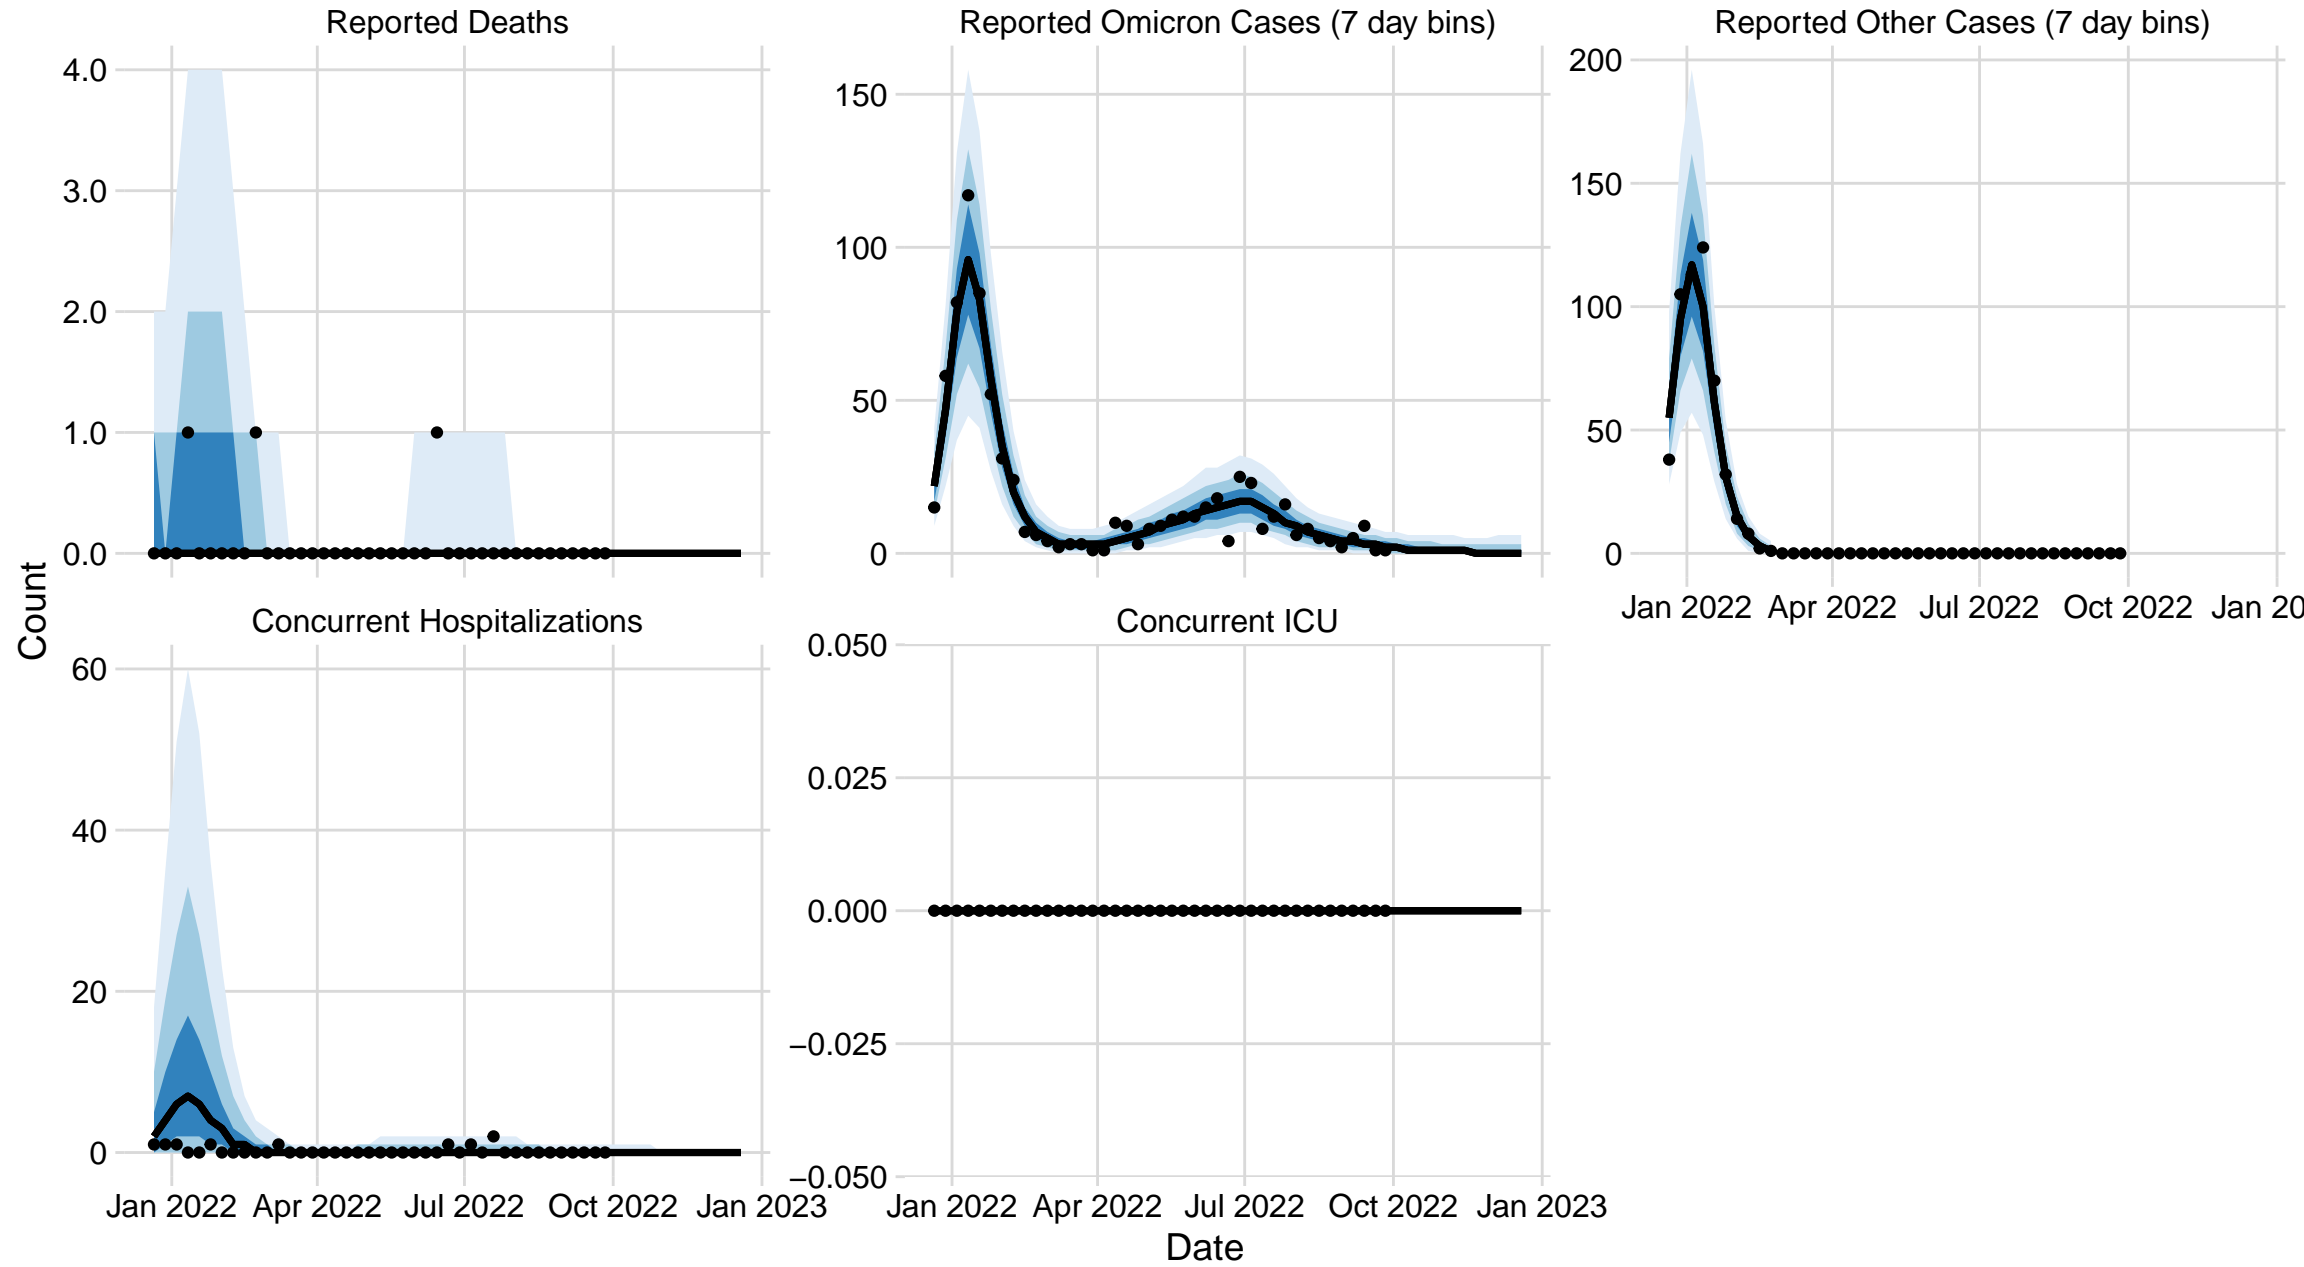 Reported Deaths
4.0
3.0
2.0
1.0
0.0
Reported Omicron Cases (7 day bins)
150
100
50
0
Reported Other Cases (7 day bins)
200
150
100
50
0
Jan 2022 Apr 2022 Jul 2022 Oct 2022 Jan 20
Count
Concurrent Hospitalizations
60
40
20
0
Jan 2022 Apr 2022 Jul 2022 Oct 2022 Jan 2023
Concurrent ICU
0.050
0.025
0.000
−0.025
−0.050
Jan 2022 Apr 2022 Jul 2022 Oct 2022 Jan 2023
Date